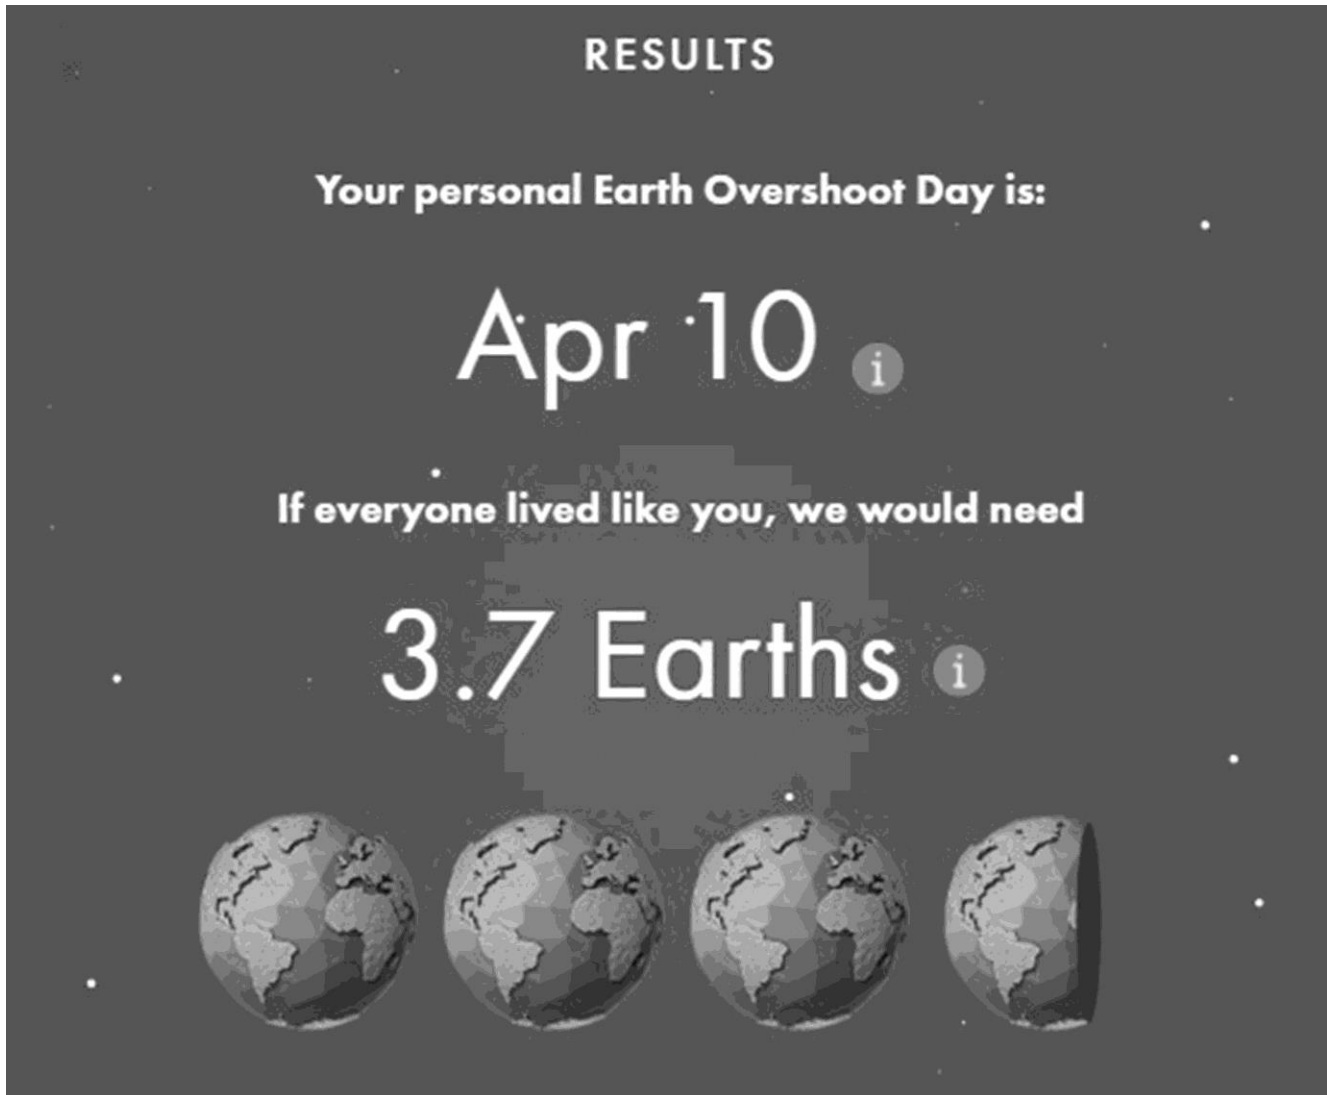 RESULTS
Your personal Earth Overshoot Day is:
Apr 10 i
If everyone lived like you, we would need
3.7 Earths i